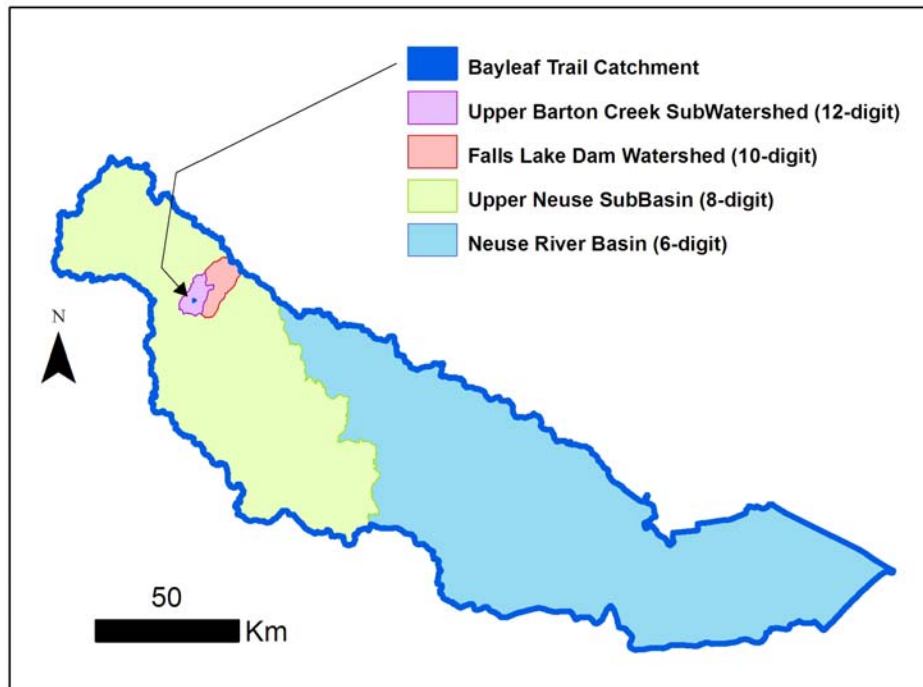 Bayleaf Trail Catchment
Upper Barton Creek SubWatershed (12-digit)
Falls Lake Dam Watershed (10-digit)
Upper Neuse SubBasin (8-digit)
Neuse River Basin (6-digit)
N
50
Km